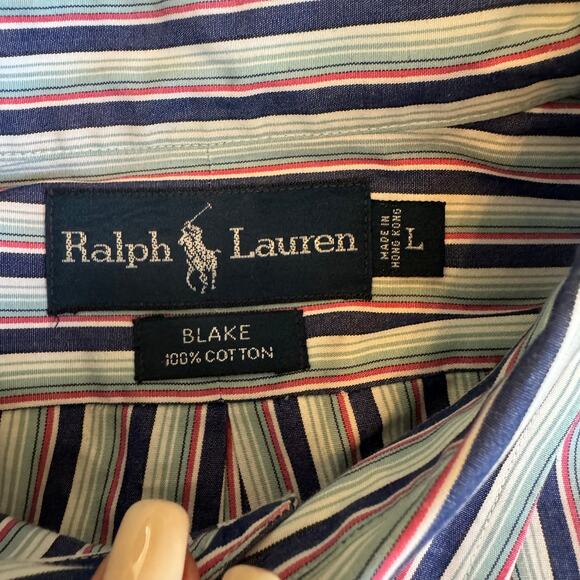 Ralph Lauren
MADE IN
HONG KONG
L
BLAKE
100% COTTON